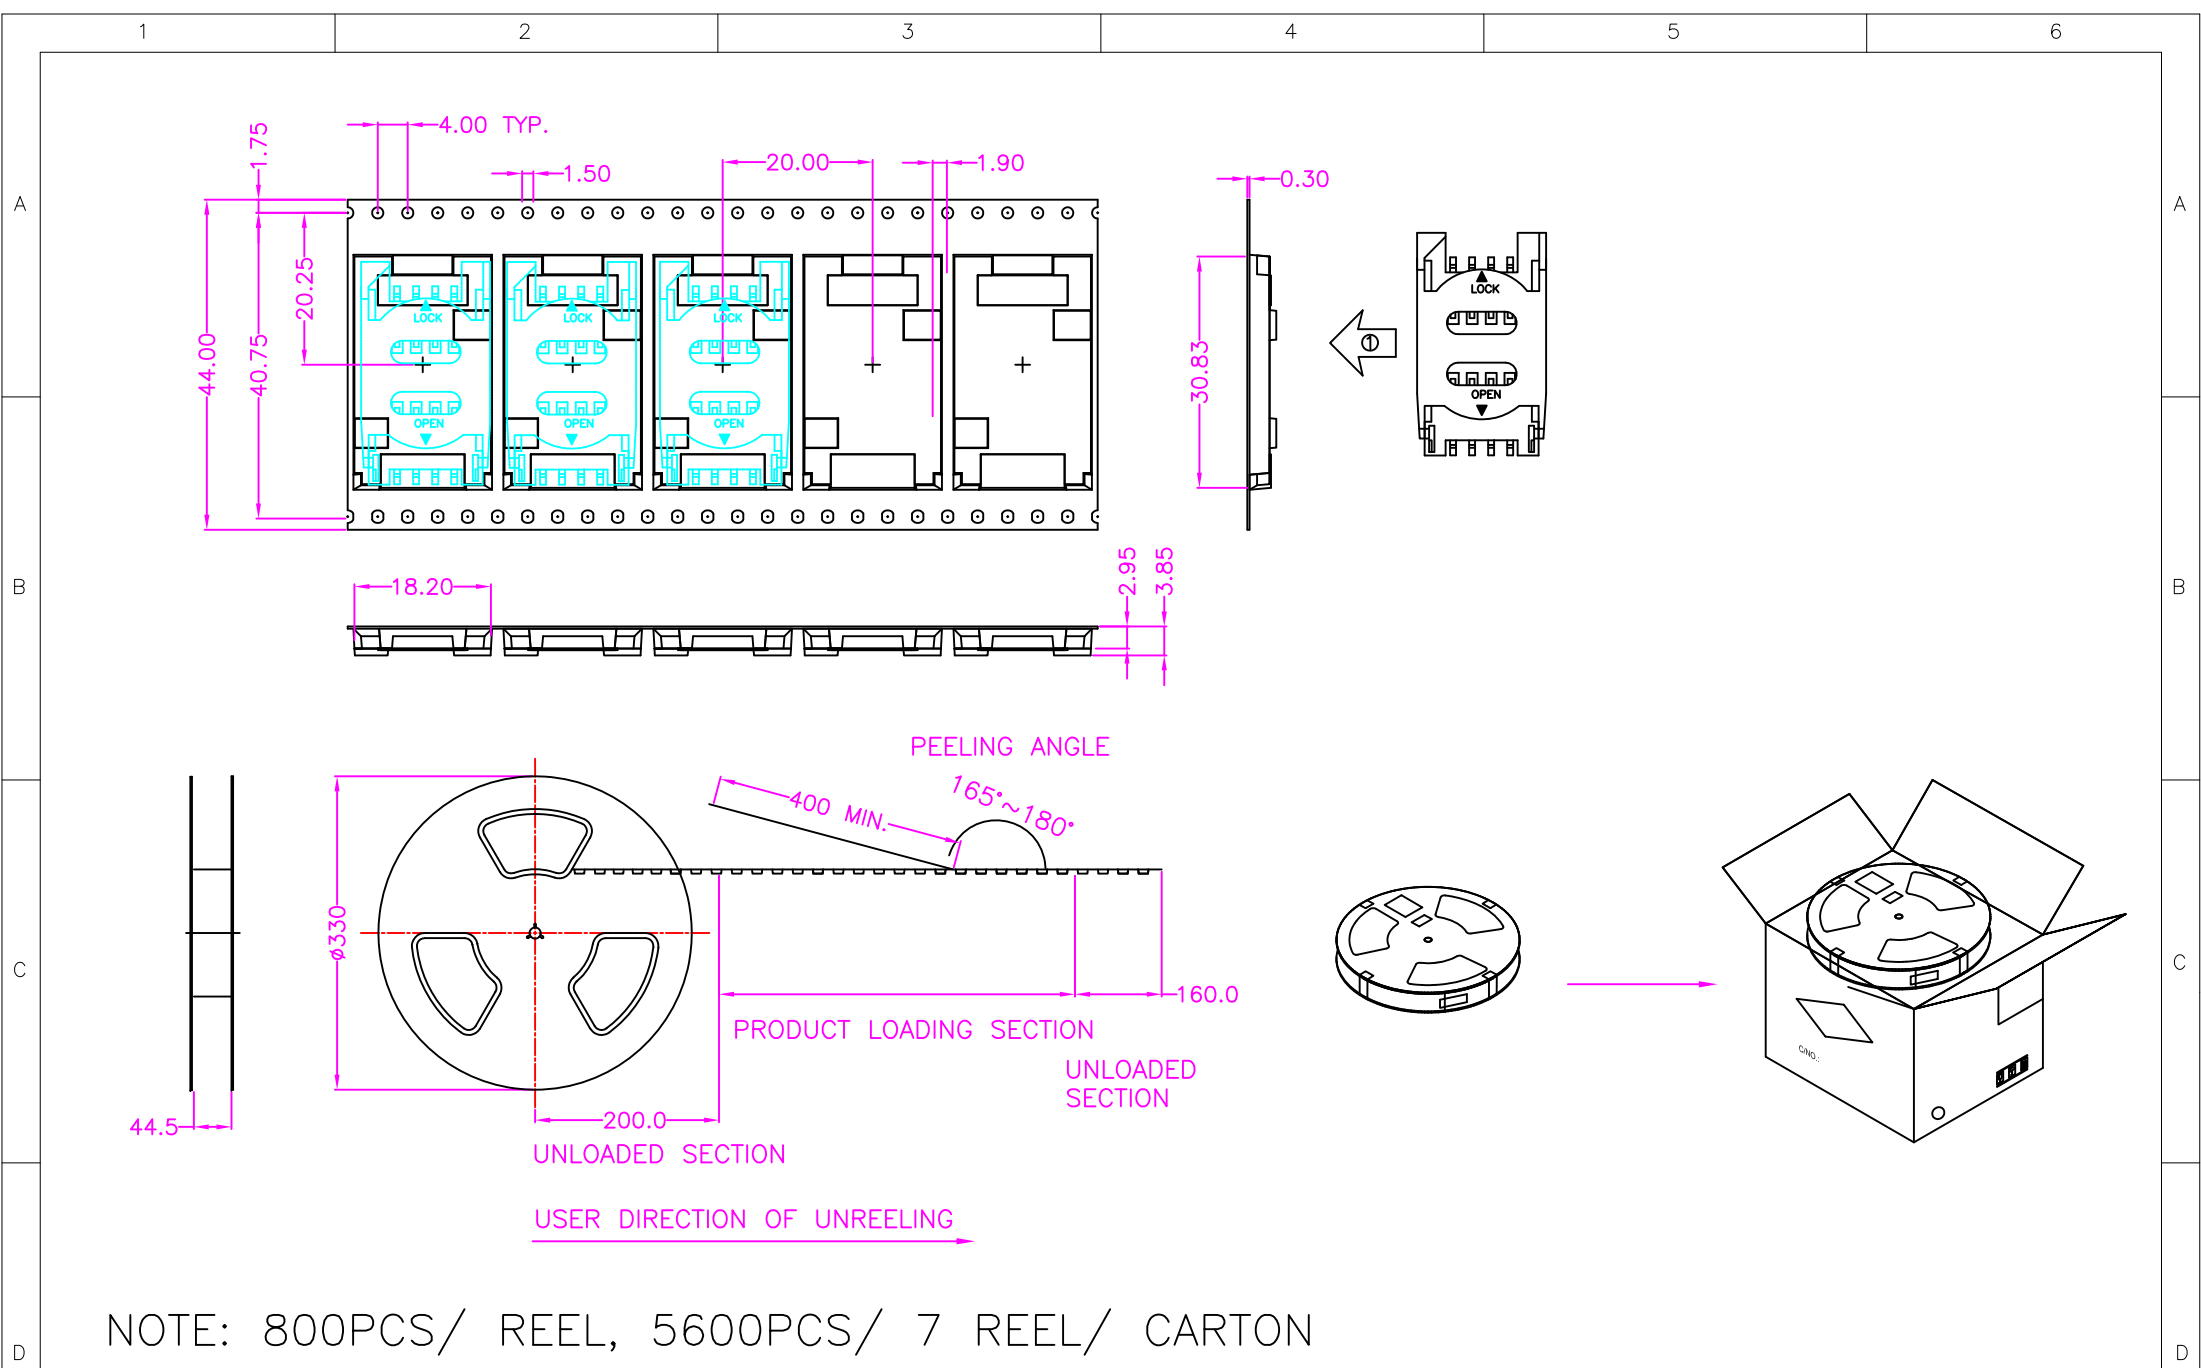 1 2 3 4 5 6
A A
B B
C C
D D
1.75
4.00 TYP.
1.50
20.00
1.90
0.30
44.00
40.75
20.25
30.83
LOCK
OPEN
LOCK
OPEN
LOCK
OPEN
1
LOCK
OPEN
18.20
2.95
3.85
PEELING ANGLE
165°~180°
400 MIN.
ø330
44.5
160.0
PRODUCT LOADING SECTION
UNLOADED
SECTION
200.0
UNLOADED SECTION
USER DIRECTION OF UNREELING
C/NO.:
NOTE: 800PCS/ REEL, 5600PCS/ 7 REEL/ CARTON